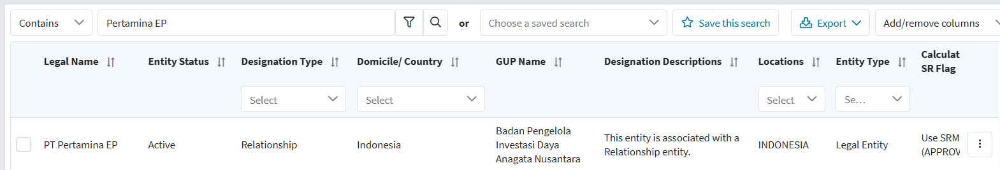 Contains
Pertamina EP
or
Choose a saved search
Save this search
Export
Add/remove columns
Legal Name
Entity Status
Designation Type
Domicile/ Country
GUP Name
Designation Descriptions
Locations
Entity Type
Calculat
SR Flag
Select
Select
Select
Se...
PT Pertamina EP
Active
Relationship
Indonesia
Badan Pengelola
Investasi Daya
Anagata Nusantara
This entity is associated with a
Relationship entity.
INDONESIA
Legal Entity
Use SRM
(APPROV